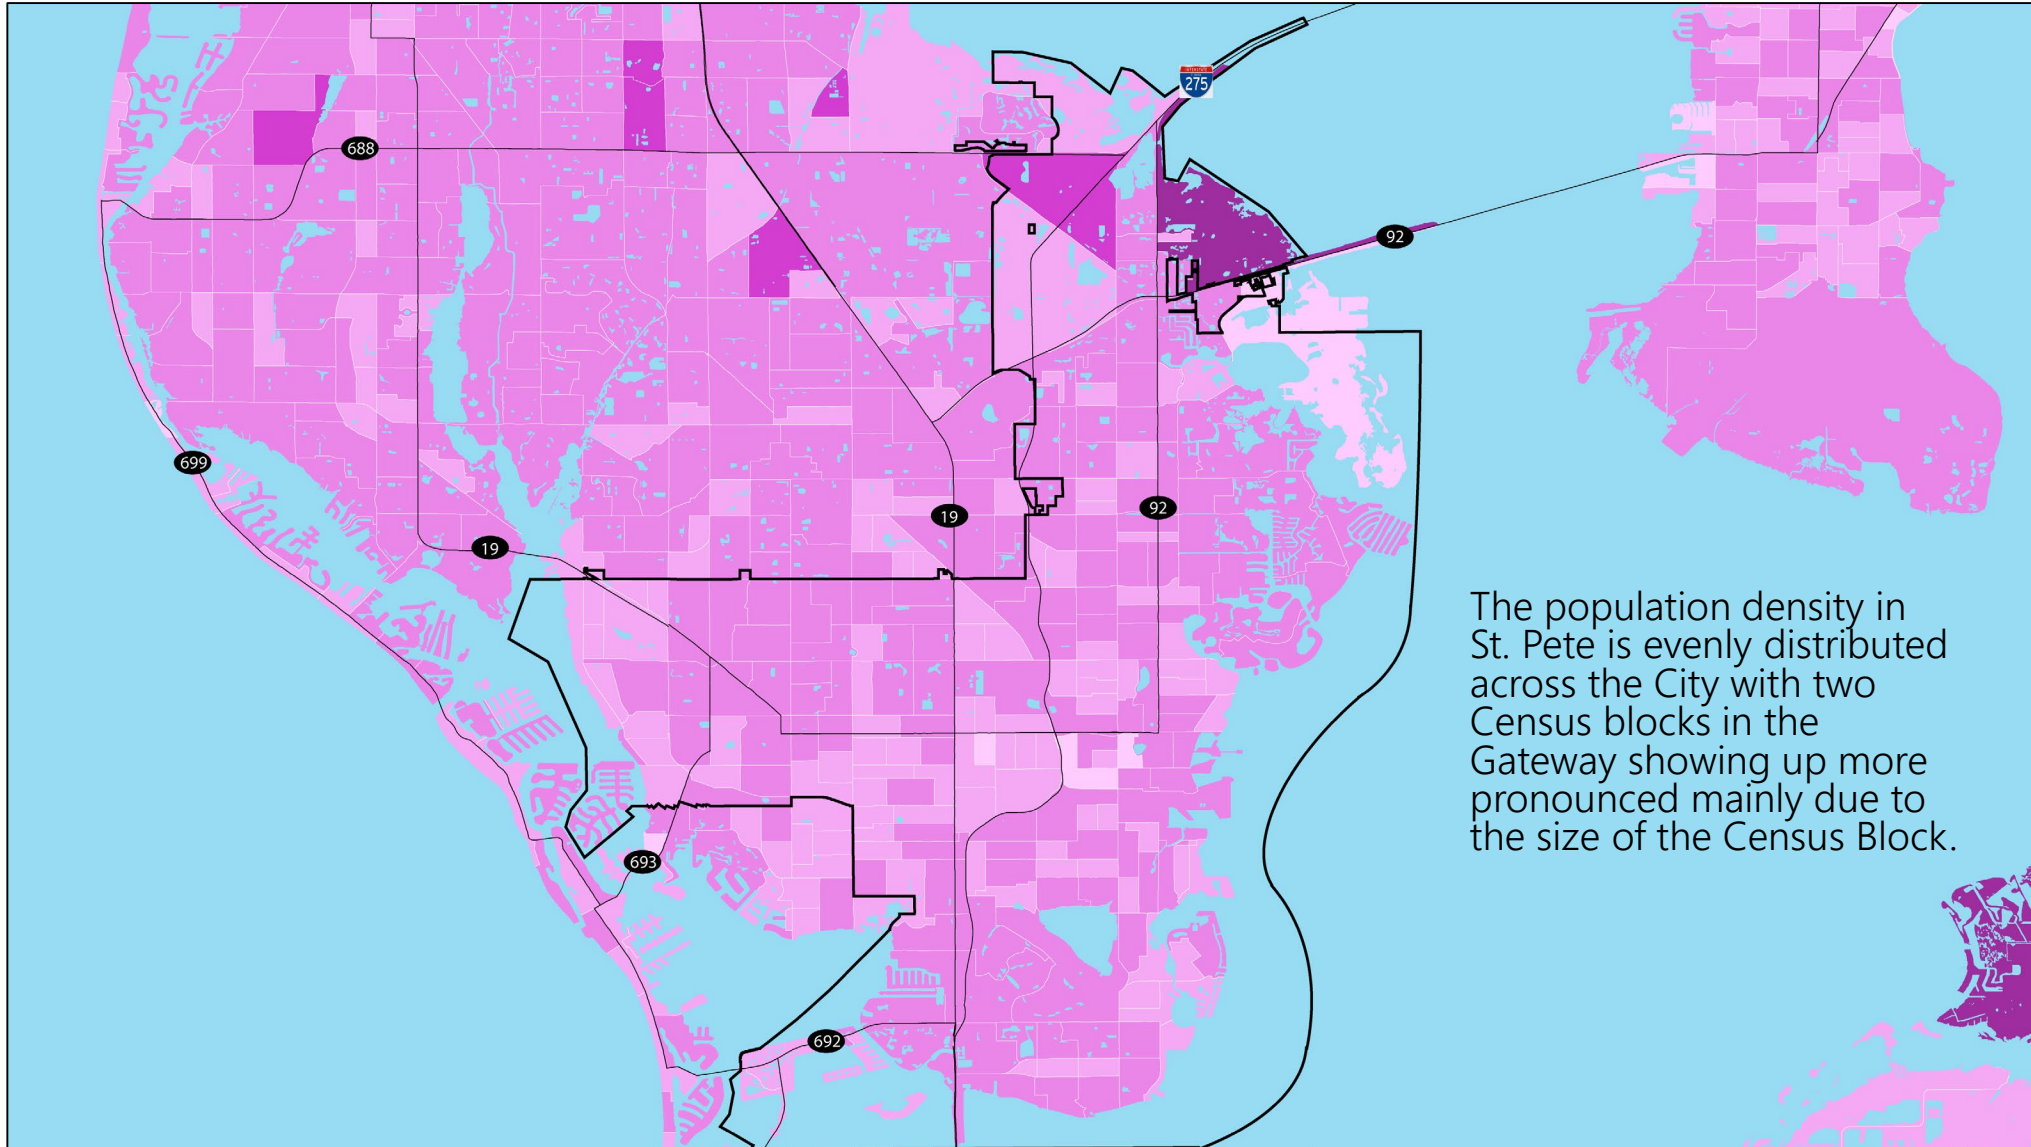 INTERSTATE
275
688
92
699
19
92
19
The population density in
St. Pete is evenly distributed
across the City with two
Census blocks in the
Gateway showing up more
pronounced mainly due to
the size of the Census Block.
693
692